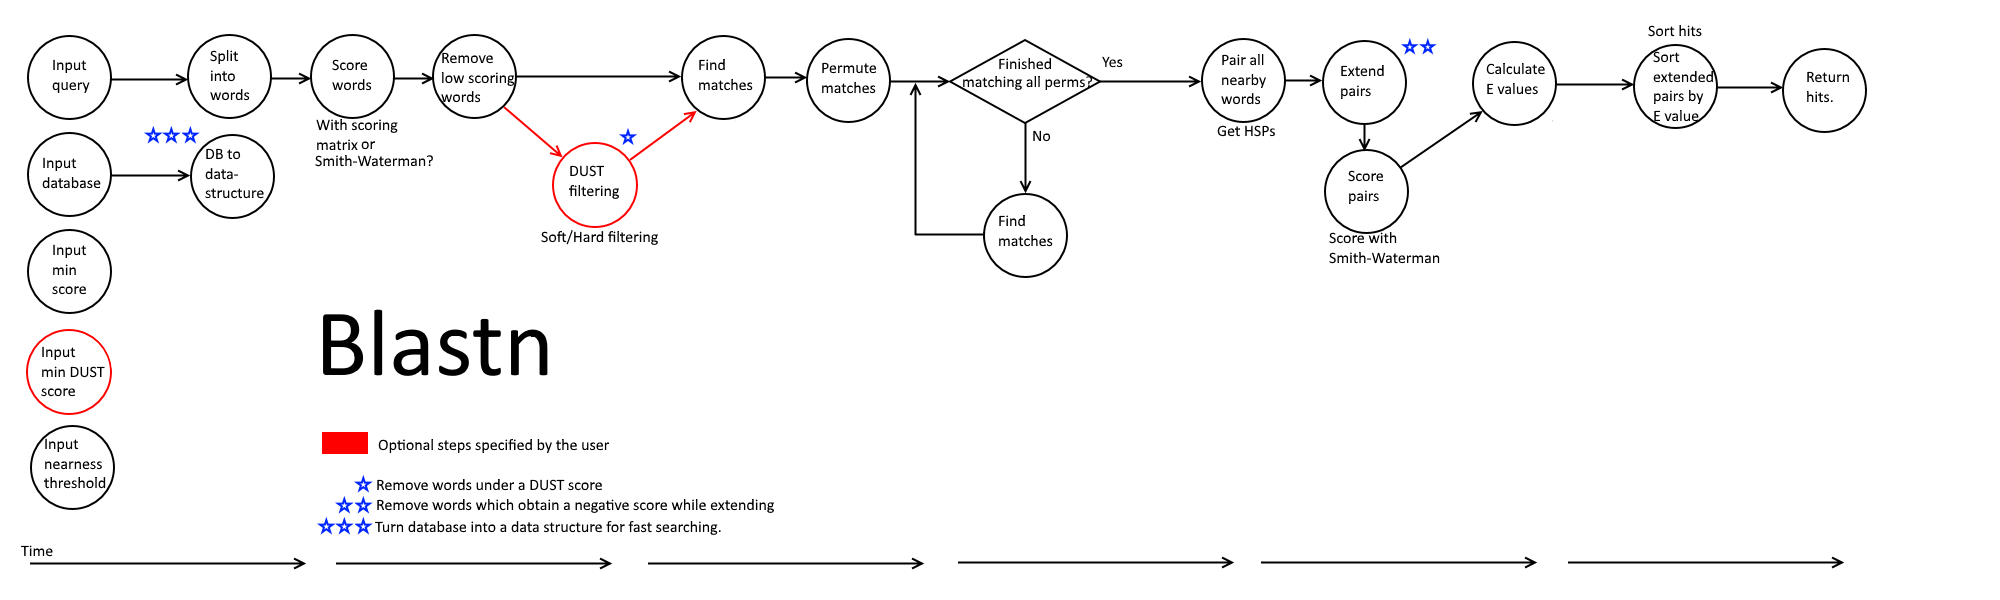 Input
query
Split
into
words
Score
words
With scoring
matrix or
Smith-Waterman?
Remove
low scoring
words
DUST
filtering
Soft/Hard filtering
Find
matches
Permute
matches
Finished
matching all perms?
Yes
No
Find
matches
Pair all
nearby
words
Get HSPs
Extend
pairs
Score
pairs
Score with
Smith-Waterman
Calculate
E values
Sort hits
Sort
extended
pairs by
E value
Return
hits.
Input
database
DB to
data-
structure
Input
min
score
Input
min DUST
score
Input
nearness
threshold
Blastn
Optional steps specified by the user
Remove words under a DUST score
Remove words which obtain a negative score while extending
Turn database into a data structure for fast searching.
Time